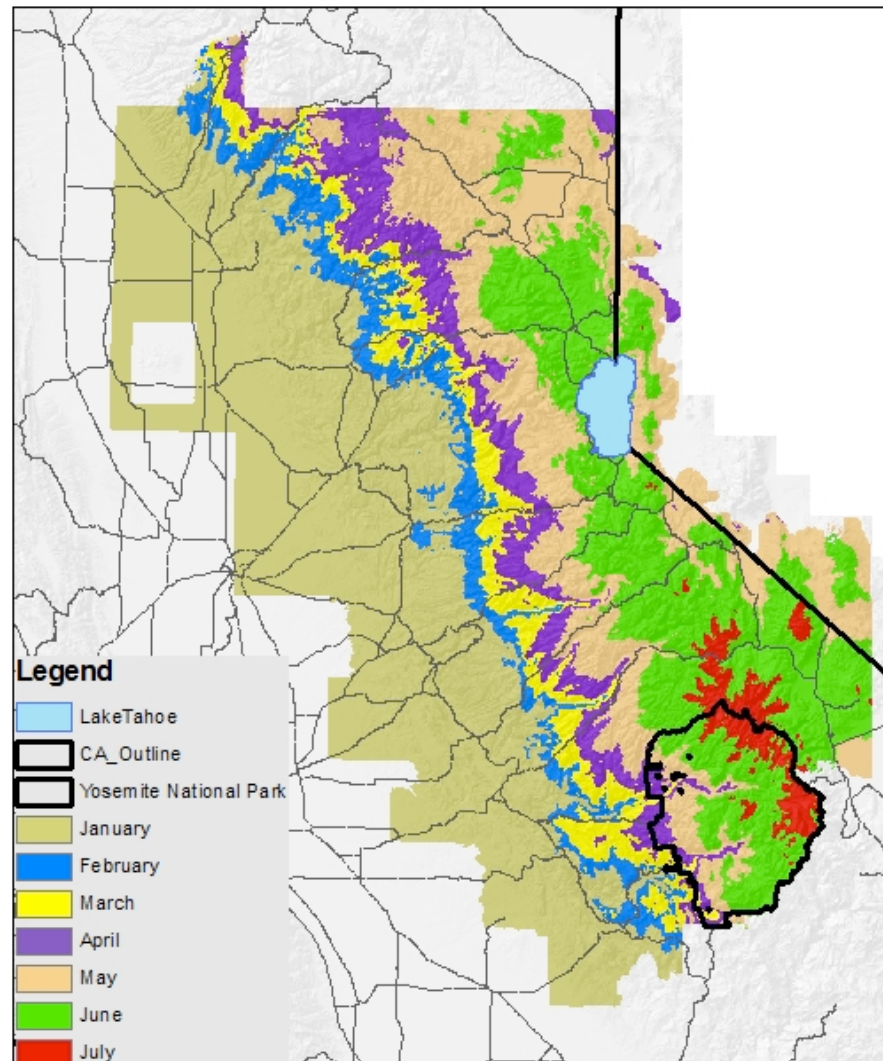 Legend
LakeTahoe
CA_Outline
Yosemite National Park
January
February
March
April
May
June
July